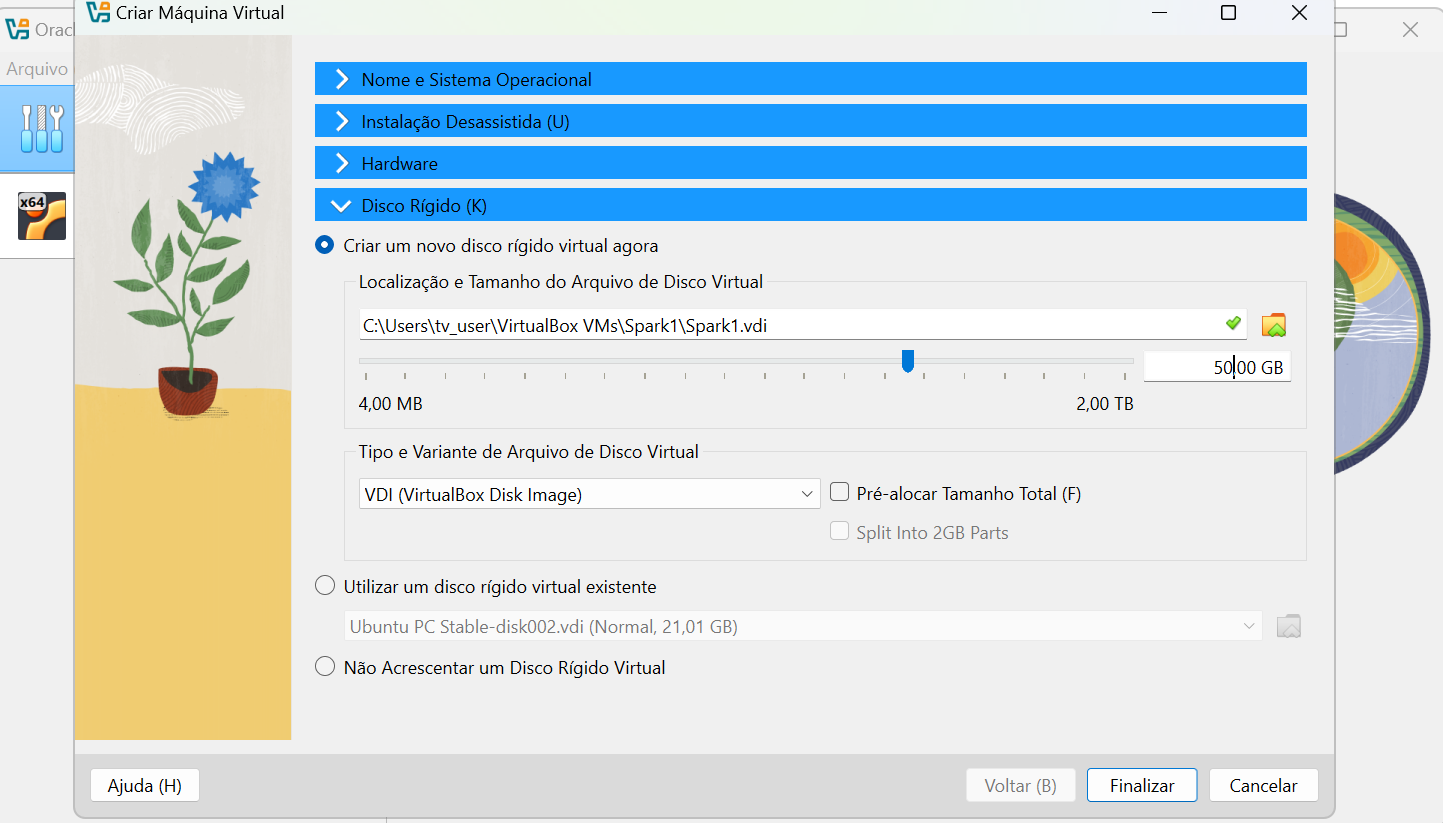 Criar Máquina Virtual
Orac
Arquivo
x64
Nome e Sistema Operacional
Instalação Desassistida (U)
Hardware
Disco Rígido (K)
Criar um novo disco rígido virtual agora
Localização e Tamanho do Arquivo de Disco Virtual
C:\Users\tv_user\VirtualBox VMs\Spark1\Spark1.vdi
50,00 GB
4,00 MB
2,00 TB
Tipo e Variante de Arquivo de Disco Virtual
VDI (VirtualBox Disk Image)
Pré-alocar Tamanho Total (F)
Split Into 2GB Parts
Utilizar um disco rígido virtual existente
Ubuntu PC Stable-disk002.vdi (Normal, 21,01 GB)
Não Acrescentar um Disco Rígido Virtual
Ajuda (H)
Voltar (B)
Finalizar
Cancelar